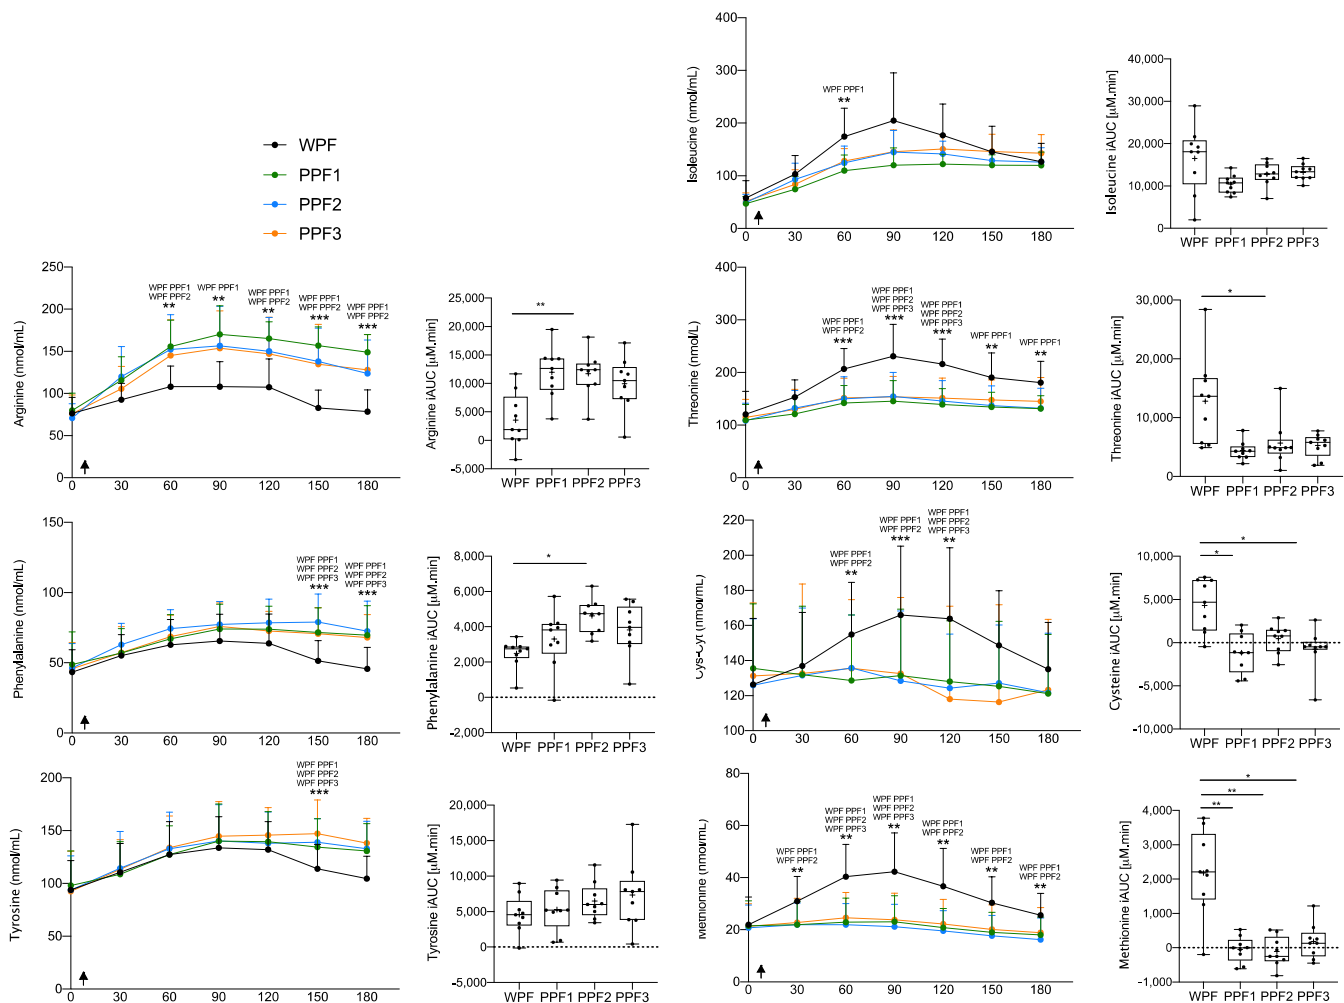 WPF
PPF1
PPF2
PPF3
Arginine (nmol/mL)
250
200
150
100
50
0
WPF PPF1
WPF PPF2
**
WPF PPF1
**
WPF PPF1
WPF PPF2
**
WPF PPF1
WPF PPF2
***
WPF PPF1
WPF PPF2
***
0 30 60 90 120 150 180
Arginine iAUC [µM.min]
25,000
20,000
15,000
10,000
5,000
0
-5,000
**
WPF PPF1 PPF2 PPF3
Phenylalanine (nmol/mL)
150
100
50
0
WPF PPF1
WPF PPF2
WPF PPF3
***
WPF PPF1
WPF PPF2
WPF PPF3
***
0 30 60 90 120 150 180
Phenylalanine iAUC [µM.min]
8,000
6,000
4,000
2,000
0
-2,000
*
WPF PPF1 PPF2 PPF3
Tyrosine (nmol/mL)
200
150
100
50
0
WPF PPF1
WPF PPF2
WPF PPF3
***
0 30 60 90 120 150 180
Tyrosine iAUC [µM.min]
20,000
15,000
10,000
5,000
0
-5,000
WPF PPF1 PPF2 PPF3
Isoleucine (nmol/mL)
400
300
200
100
0
WPF PPF1
**
0 30 60 90 120 150 180
Isoleucine iAUC [µM.min]
40,000
30,000
20,000
10,000
0
WPF PPF1 PPF2 PPF3
Threonine (nmol/L)
400
300
200
100
0
WPF PPF1
WPF PPF2
***
WPF PPF1
WPF PPF2
WPF PPF3
***
WPF PPF1
WPF PPF2
WPF PPF3
***
WPF PPF1
**
WPF PPF1
**
0 30 60 90 120 150 180
Threonine iAUC [µM.min]
30,000
20,000
10,000
0
*
WPF PPF1 PPF2 PPF3
Cys-Cyt (nmol/mL)
220
200
180
160
140
120
100
WPF PPF1
WPF PPF2
**
WPF PPF1
WPF PPF2
***
WPF PPF1
WPF PPF2
WPF PPF3
**
0 30 60 90 120 150 180
Cysteine iAUC [µM.min]
10,000
5,000
0
-5,000
-10,000
*
*
WPF PPF1 PPF2 PPF3
Methionine (nmol/mL)
80
60
40
20
0
WPF PPF1
WPF PPF2
**
WPF PPF1
WPF PPF2
WPF PPF3
**
WPF PPF1
WPF PPF2
WPF PPF3
**
WPF PPF1
WPF PPF2
**
WPF PPF1
WPF PPF2
**
WPF PPF1
WPF PPF2
**
0 30 60 90 120 150 180
Methionine iAUC [µM.min]
4,000
3,000
2,000
1,000
0
-1,000
*
**
**
WPF PPF1 PPF2 PPF3